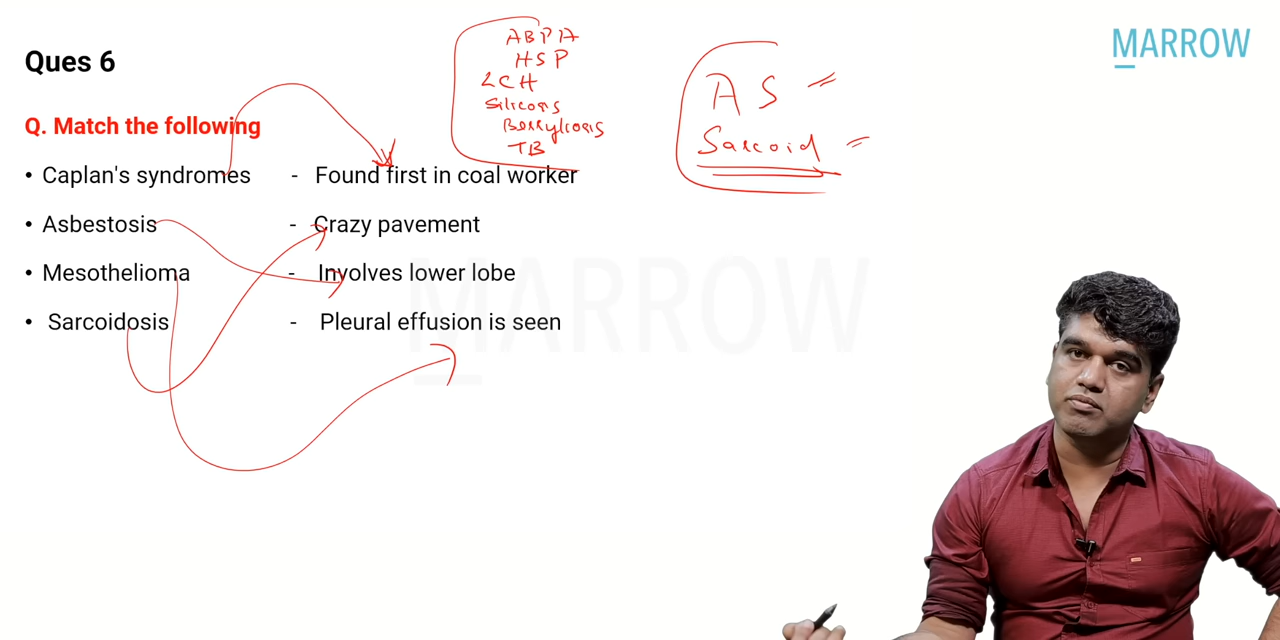 MARROW
Ques 6
Q. Match the following
• Caplan's syndromes - Found first in coal worker
• Asbestosis - Crazy pavement
• Mesothelioma - Involves lower lobe
• Sarcoidosis - Pleural effusion is seen
ABPA
HSP
LCH
Silicosis
Berryliosis
TB
AS
Sarcoid
MARROW